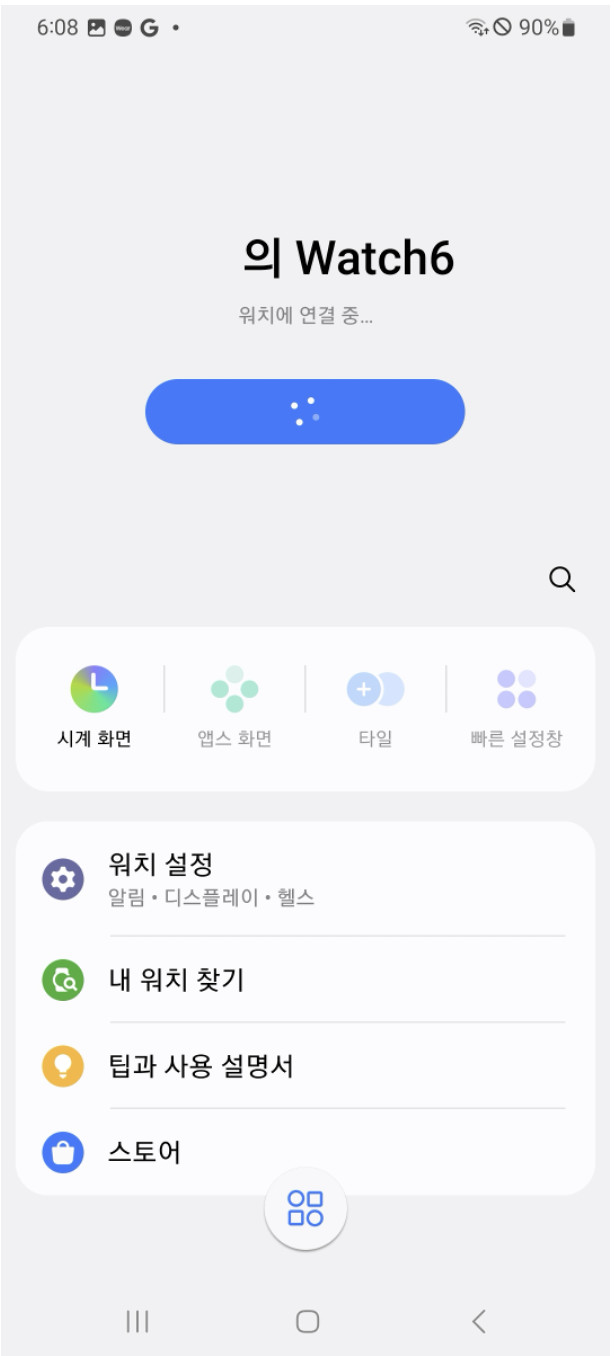 6:08 G 90%
의 Watch6
워치에 연결 중...
시계 화면
앱스 화면
타일
빠른 설정창
워치 설정
알림 • 디스플레이 • 헬스
내 워치 찾기
팁과 사용 설명서
스토어